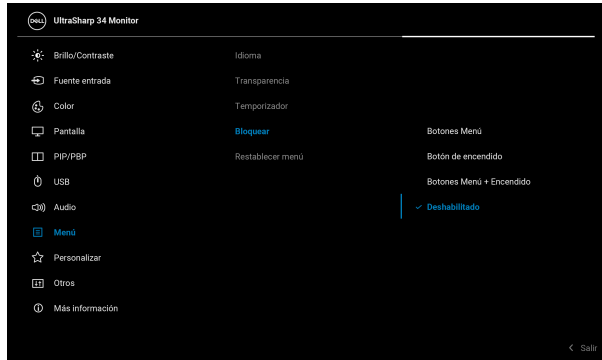 DELL
UltraSharp 34 Monitor
Brillo/Contraste
Fuente entrada
Color
Pantalla
PIP/PBP
USB
Audio
Menú
Personalizar
Otros
Más información
Idioma
Transparencia
Temporizador
Bloquear
Restablecer menú
Botones Menú
Botón de encendido
Botones Menú + Encendido
Deshabilitado
Salir